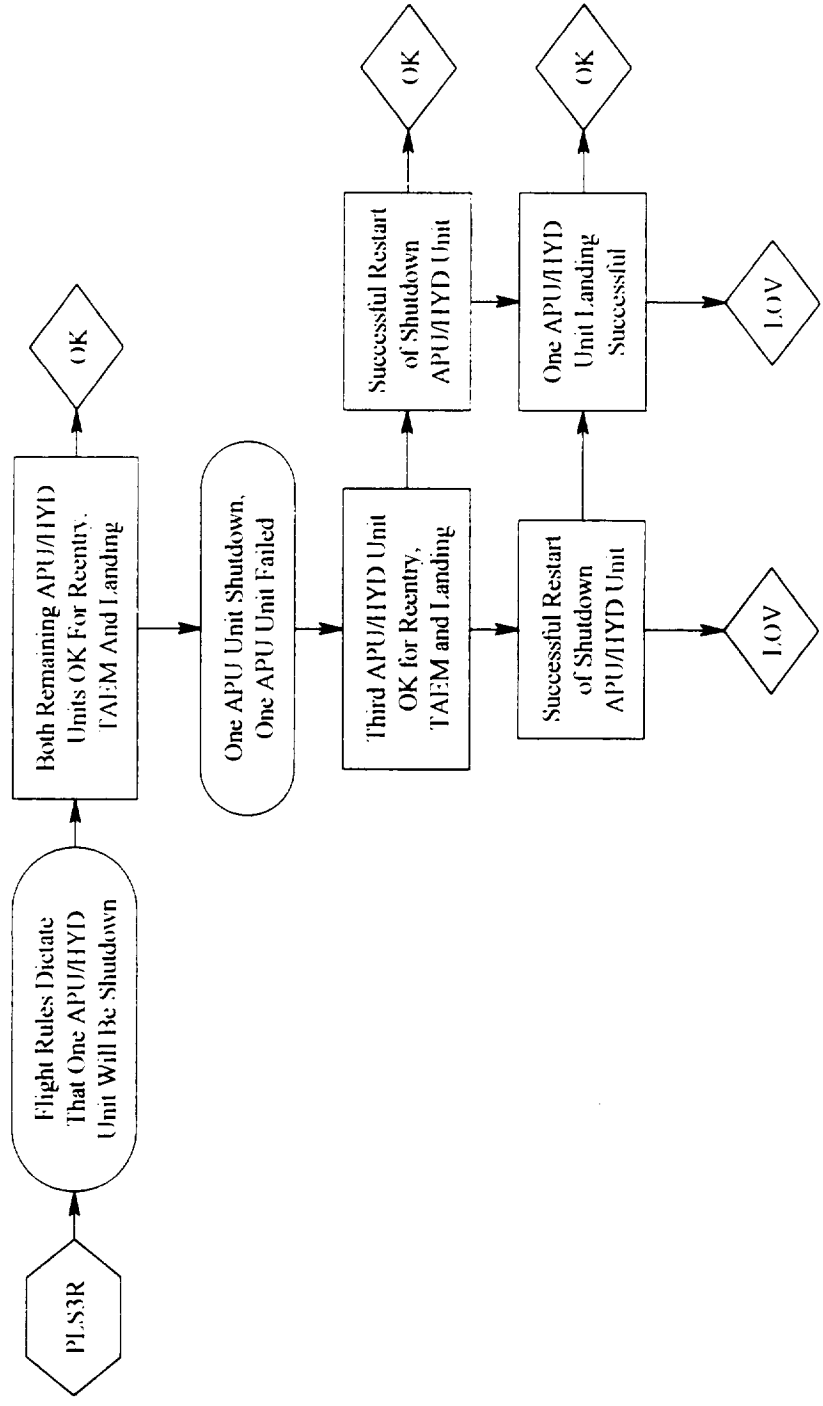 PLS3R
Flight Rules Dictate
That One APU/HYD
Unit Will Be Shutdown
Both Remaining APU/HYD
Units OK For Reentry,
TAEM And Landing
OK
One APU Unit Shutdown,
One APU Unit Failed
Third APU/HYD Unit
OK for Reentry,
TAEM and Landing
Successful Restart
of Shutdown
APU/HYD Unit
OK
Successful Restart
of Shutdown
APU/HYD Unit
One APU/HYD
Unit Landing
Successful
OK
LOV
LOV